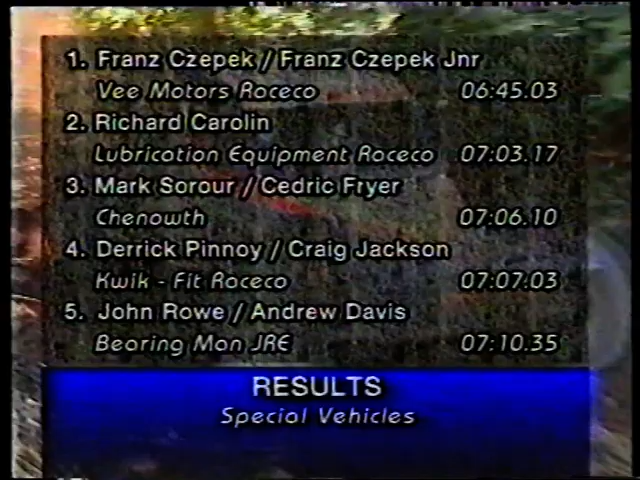 1. Franz Czepek / Franz Czepek Jnr
Vee Motors Raceco 06:45.03
2. Richard Carolin
Lubrication Equipment Raceco 07:03.17
3. Mark Sorour / Cedric Fryer
Chenowth 07:06.10
4. Derrick Pinnoy / Craig Jackson
Kwik - Fit Raceco 07:07.03
5. John Rowe / Andrew Davis
Bearing Man JRE 07:10.35
RESULTS
Special Vehicles